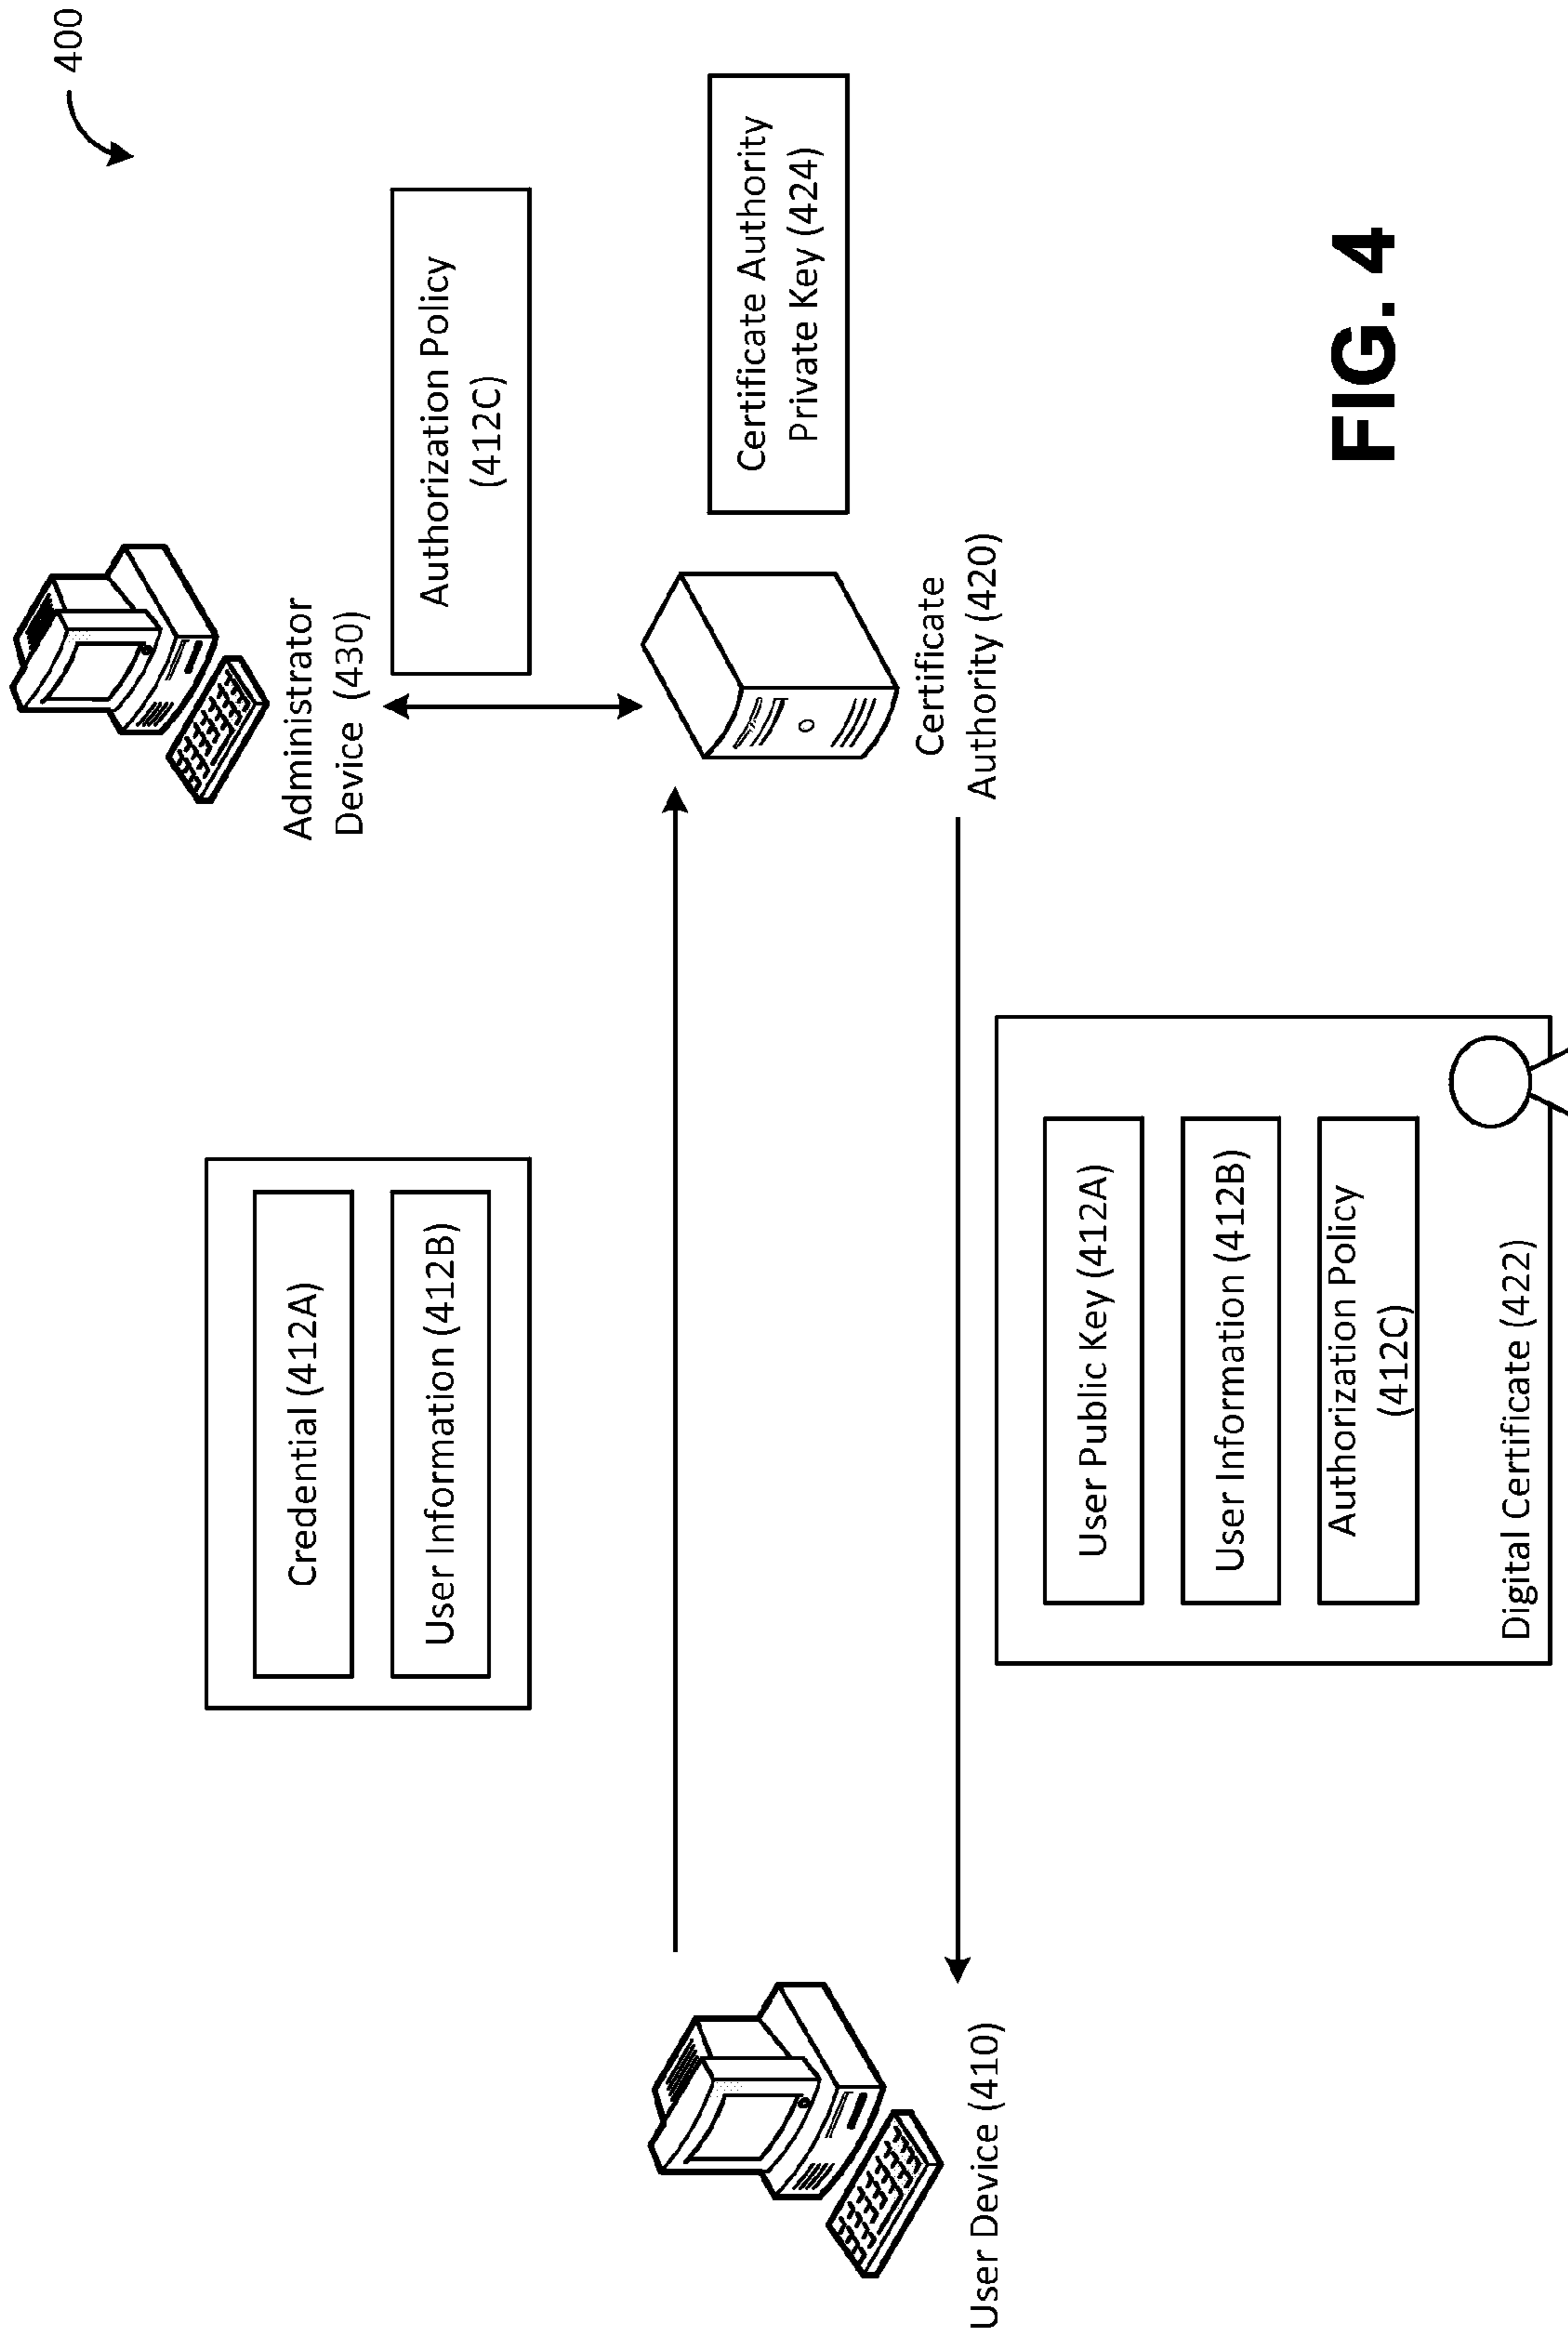 400
Administrator
Device (430)
Authorization Policy
(412C)
Credential (412A)
User Information (412B)
Certificate Authority
Private Key (424)
Certificate
Authority (420)
User Device (410)
User Public Key (412A)
User Information (412B)
Authorization Policy
(412C)
Digital Certificate (422)
FIG. 4